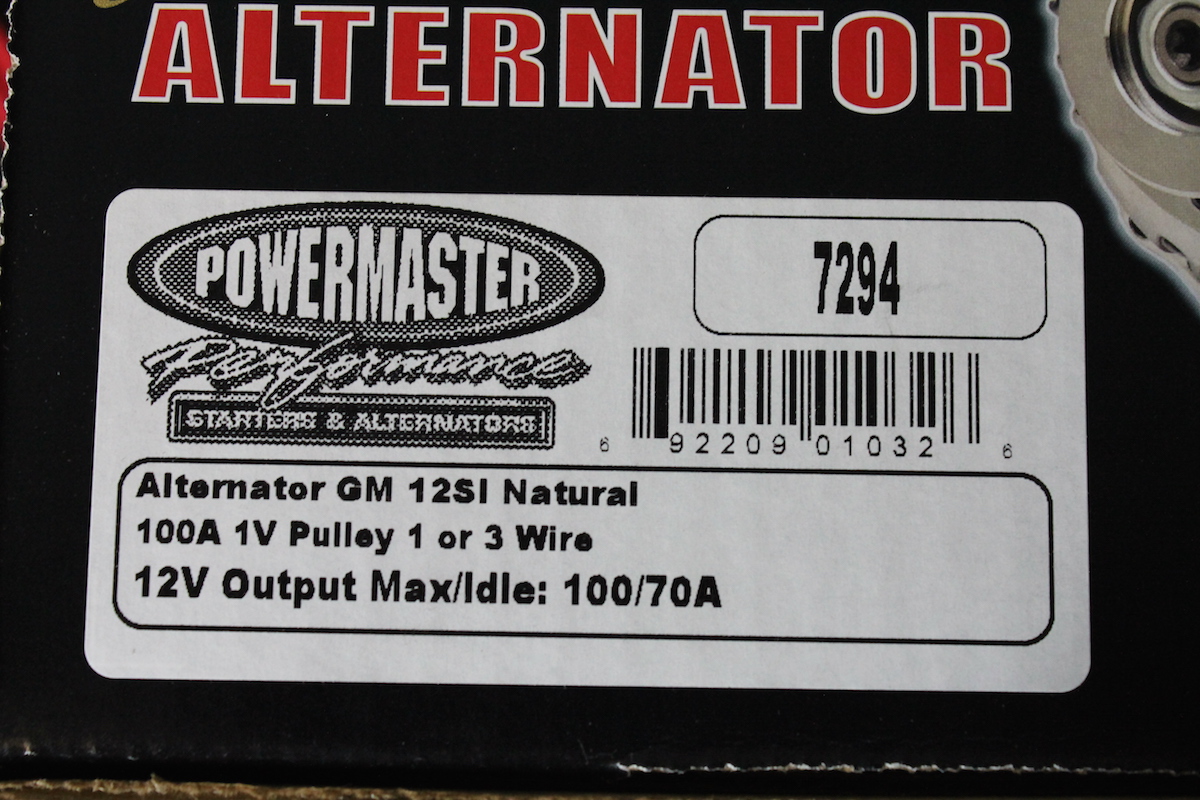 ALTERNATOR
POWERMASTER
Performance
STARTERS & ALTERNATORS
7294
6 92209 01032 6
Alternator GM 12SI Natural
100A 1V Pulley 1 or 3 Wire
12V Output Max/Idle: 100/70A